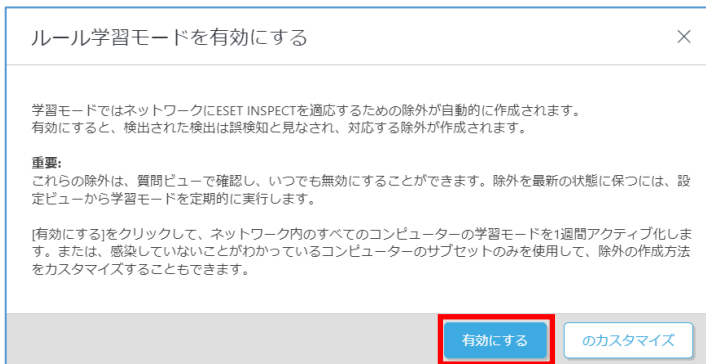 ルール学習モードを有効にする
学習モードではネットワークにESET INSPECTを適応するための除外が自動的に作成されます。
有効にすると、検出された検出は誤検知と見なされ、対応する除外が作成されます。
重要:
これらの除外は、質問ビューで確認し、いつでも無効にすることができます。除外を最新の状態に保つには、設
定ビューから学習モードを定期的に実行します。
[有効にする]をクリックして、ネットワーク内のすべてのコンピューターの学習モードを1週間アクティブ化しま
す。または、感染していないことがわかっているコンピューターのサブセットのみを使用して、除外の作成方法
をカスタマイズすることもできます。
有効にする
のカスタマイズ